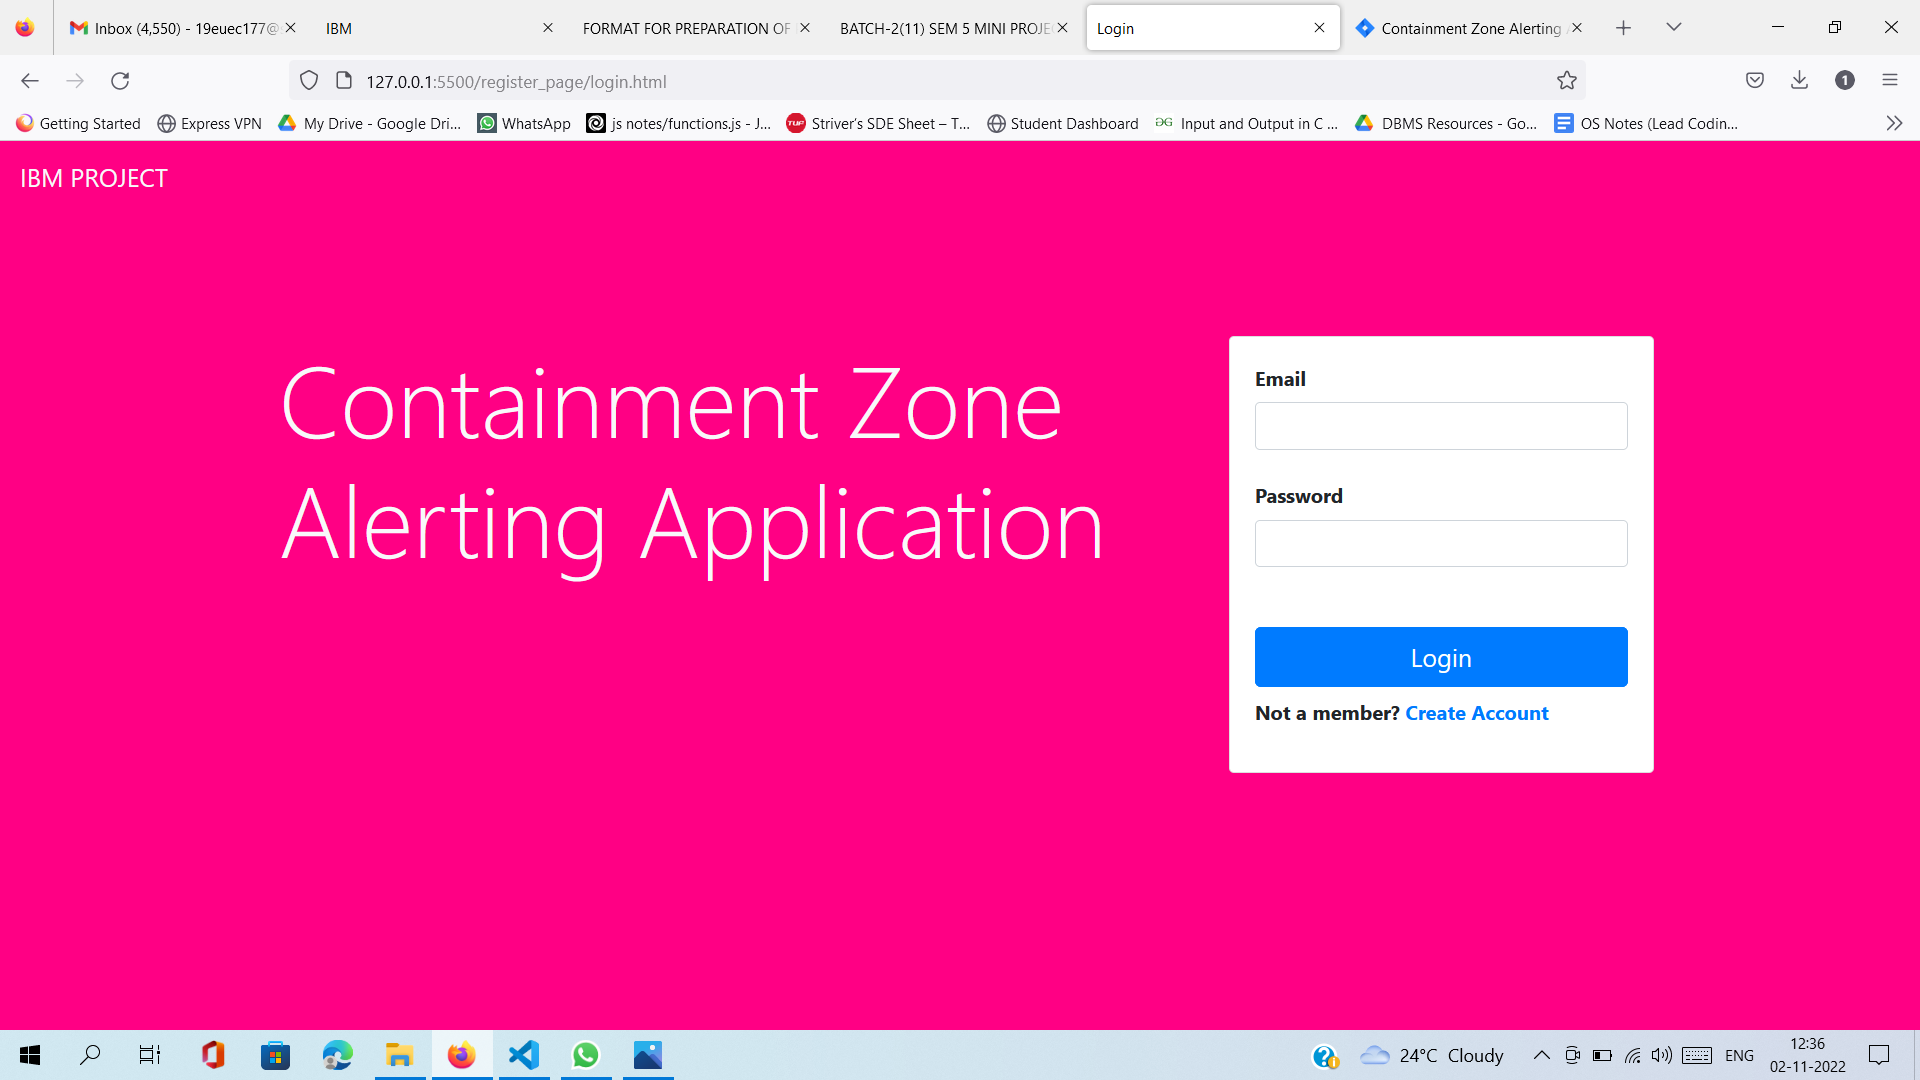 Inbox (4,550) - 19euec177@
IBM
FORMAT FOR PREPARATION OF
BATCH-2(11) SEM 5 MINI PROJE
Login
Containment Zone Alerting
127.0.0.1:5500/register_page/login.html
1
Getting Started
Express VPN
My Drive - Google Dri...
WhatsApp
js notes/functions.js - J...
TUF
Striver’s SDE Sheet – T...
Student Dashboard
Input and Output in C ...
DBMS Resources - Go...
OS Notes (Lead Codin...
IBM PROJECT
Containment Zone
Alerting Application
Email
Password
Login
Not a member? Create Account
24°C Cloudy
ENG
12:36
02-11-2022